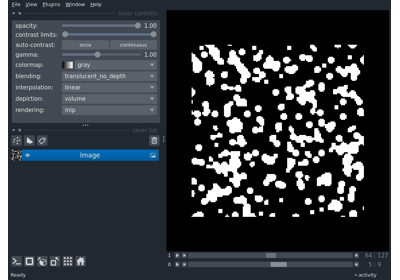 File View Plugins Window Help
layer controls
opacity: 1.00
contrast limits:
auto-contrast: once continuous
gamma: 1.00
colormap: gray
blending: translucent_no_depth
interpolation: linear
depiction: volume
rendering: mip
layer list
Image
1 64 127
0 5 9
Ready activity